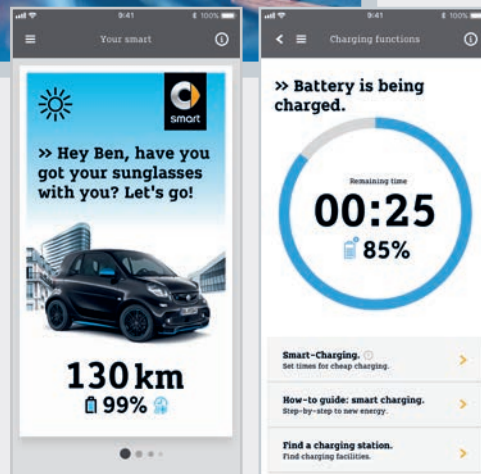 9:41
100%
Your smart
smart
» Hey Ben, have you
got your sunglasses
with you? Let's go!
130 km
99%
9:41
100%
Charging functions
» Battery is being
charged.
Remaining time
00:25
85%
Smart-Charging.
Set times for cheap charging.
How-to guide: smart charging.
Step-by-step to new energy.
Find a charging station.
Find charging facilities.